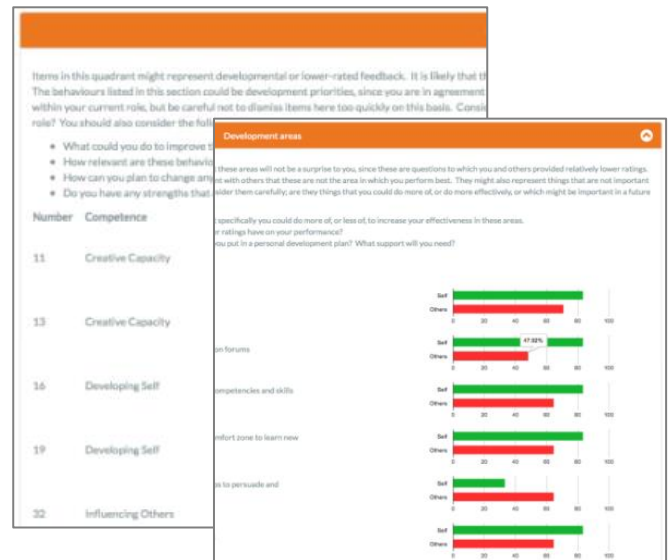 Items in this quadrant might represent developmental or lower-rated feedback. It is likely that th
The behaviours listed in this section could be development priorities, since you are in agreement
within your current role, but be careful not to dismiss items here too quickly on this basis. Consid
role? You should also consider the foll
• What could you do to improve t
• How relevant are these behavio
• How can you plan to change any
• Do you have any strengths that
Number Competence
11 Creative Capacity
13 Creative Capacity
16 Developing Self
19 Developing Self
32 Influencing Others
Development areas
these areas will not be a surprise to you, since these are questions to which you and others provided relatively lower ratings.
nt with others that these are not the area in which you perform best. They might also represent things that are not important
sider them carefully; are they things that you could do more of, or do more effectively, or which might be important in a future
specifically you could do more of, or less of, to increase your effectiveness in these areas.
r ratings have on your performance?
you put in a personal development plan? What support will you need?
Self
Others
0 20 40 60 80 100
on forums
Self
47.92%
Others
0 20 40 60 80 100
ompetencies and skills
Self
Others
0 20 40 60 80 100
mfort zone to learn new
Self
Others
0 20 40 60 80 100
s to persuade and
Self
Others
0 20 40 60 80 100
Self
Others
0 20 40 60 80 100